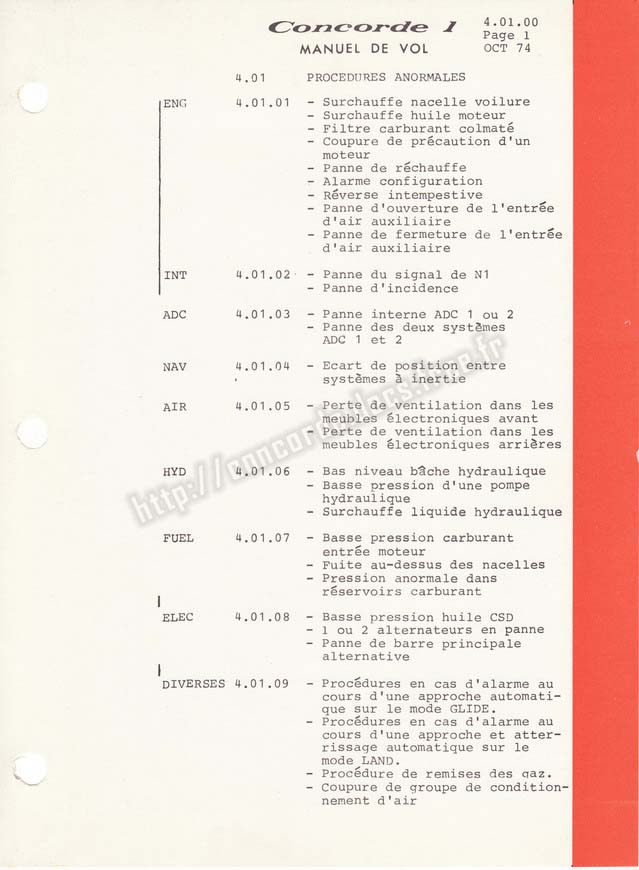 Concorde 1
MANUEL DE VOL
4.01.00
Page 1
OCT 74
4.01 PROCEDURES ANORMALES
ENG 4.01.01 - Surchauffe nacelle voilure
- Surchauffe huile moteur
- Filtre carburant colmaté
- Coupure de précaution d'un
moteur
- Panne de réchauffe
- Alarme configuration
- Réverse intempestive
- Panne d'ouverture de l'entrée
d'air auxiliaire
- Panne de fermeture de l'entrée
d'air auxiliaire
INT 4.01.02 - Panne du signal de N1
- Panne d'incidence
ADC 4.01.03 - Panne interne ADC 1 ou 2
- Panne des deux systèmes
ADC 1 et 2
NAV 4.01.04 - Ecart de position entre
systèmes à inertie
AIR 4.01.05 - Perte de ventilation dans les
meubles électroniques avant
- Perte de ventilation dans les
meubles électroniques arrières
HYD 4.01.06 - Bas niveau bâche hydraulique
- Basse pression d'une pompe
hydraulique
- Surchauffe liquide hydraulique
FUEL 4.01.07 - Basse pression carburant
entrée moteur
- Fuite au-dessus des nacelles
- Pression anormale dans
réservoirs carburant
ELEC 4.01.08 - Basse pression huile CSD
- 1 ou 2 alternateurs en panne
- Panne de barre principale
alternative
DIVERSES 4.01.09 - Procédures en cas d'alarme au
cours d'une approche automati-
que sur le mode GLIDE.
- Procédures en cas d'alarme au
cours d'une approche et atter-
rissage automatique sur le
mode LAND.
- Procédure de remises des gaz.
- Coupure de groupe de condition-
nement d'air